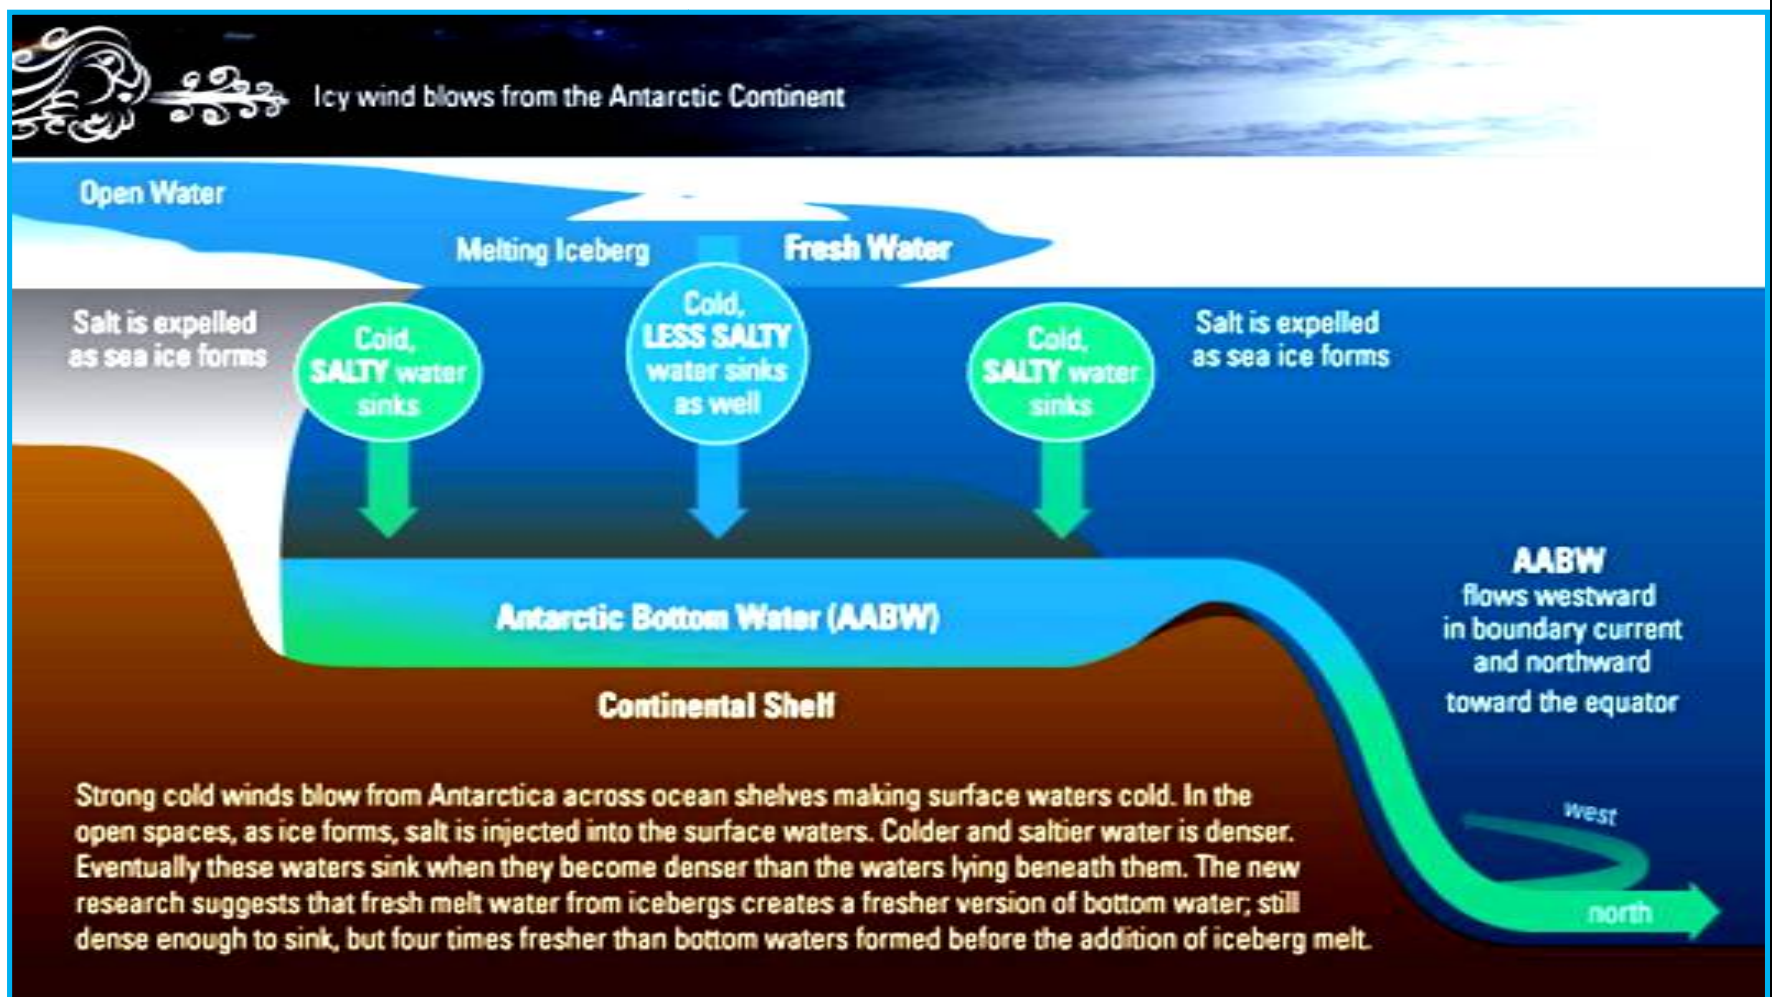 Icy wind blows from the Antarctic Continent
Open Water
Melting Iceberg
Fresh Water
Salt is expelled
as sea ice forms
Cold,
SALTY water
sinks
Cold,
LESS SALTY
water sinks
as well
Cold,
SALTY water
sinks
Salt is expelled
as sea ice forms
AABW
flows westward
in boundary current
and northward
toward the equator
Antarctic Bottom Water (AABW)
Continental Shelf
west
north
Strong cold winds blow from Antarctica across ocean shelves making surface waters cold. In the
open spaces, as ice forms, salt is injected into the surface waters. Colder and saltier water is denser.
Eventually these waters sink when they become denser than the waters lying beneath them. The new
research suggests that fresh melt water from icebergs creates a fresher version of bottom water; still
dense enough to sink, but four times fresher than bottom waters formed before the addition of iceberg melt.